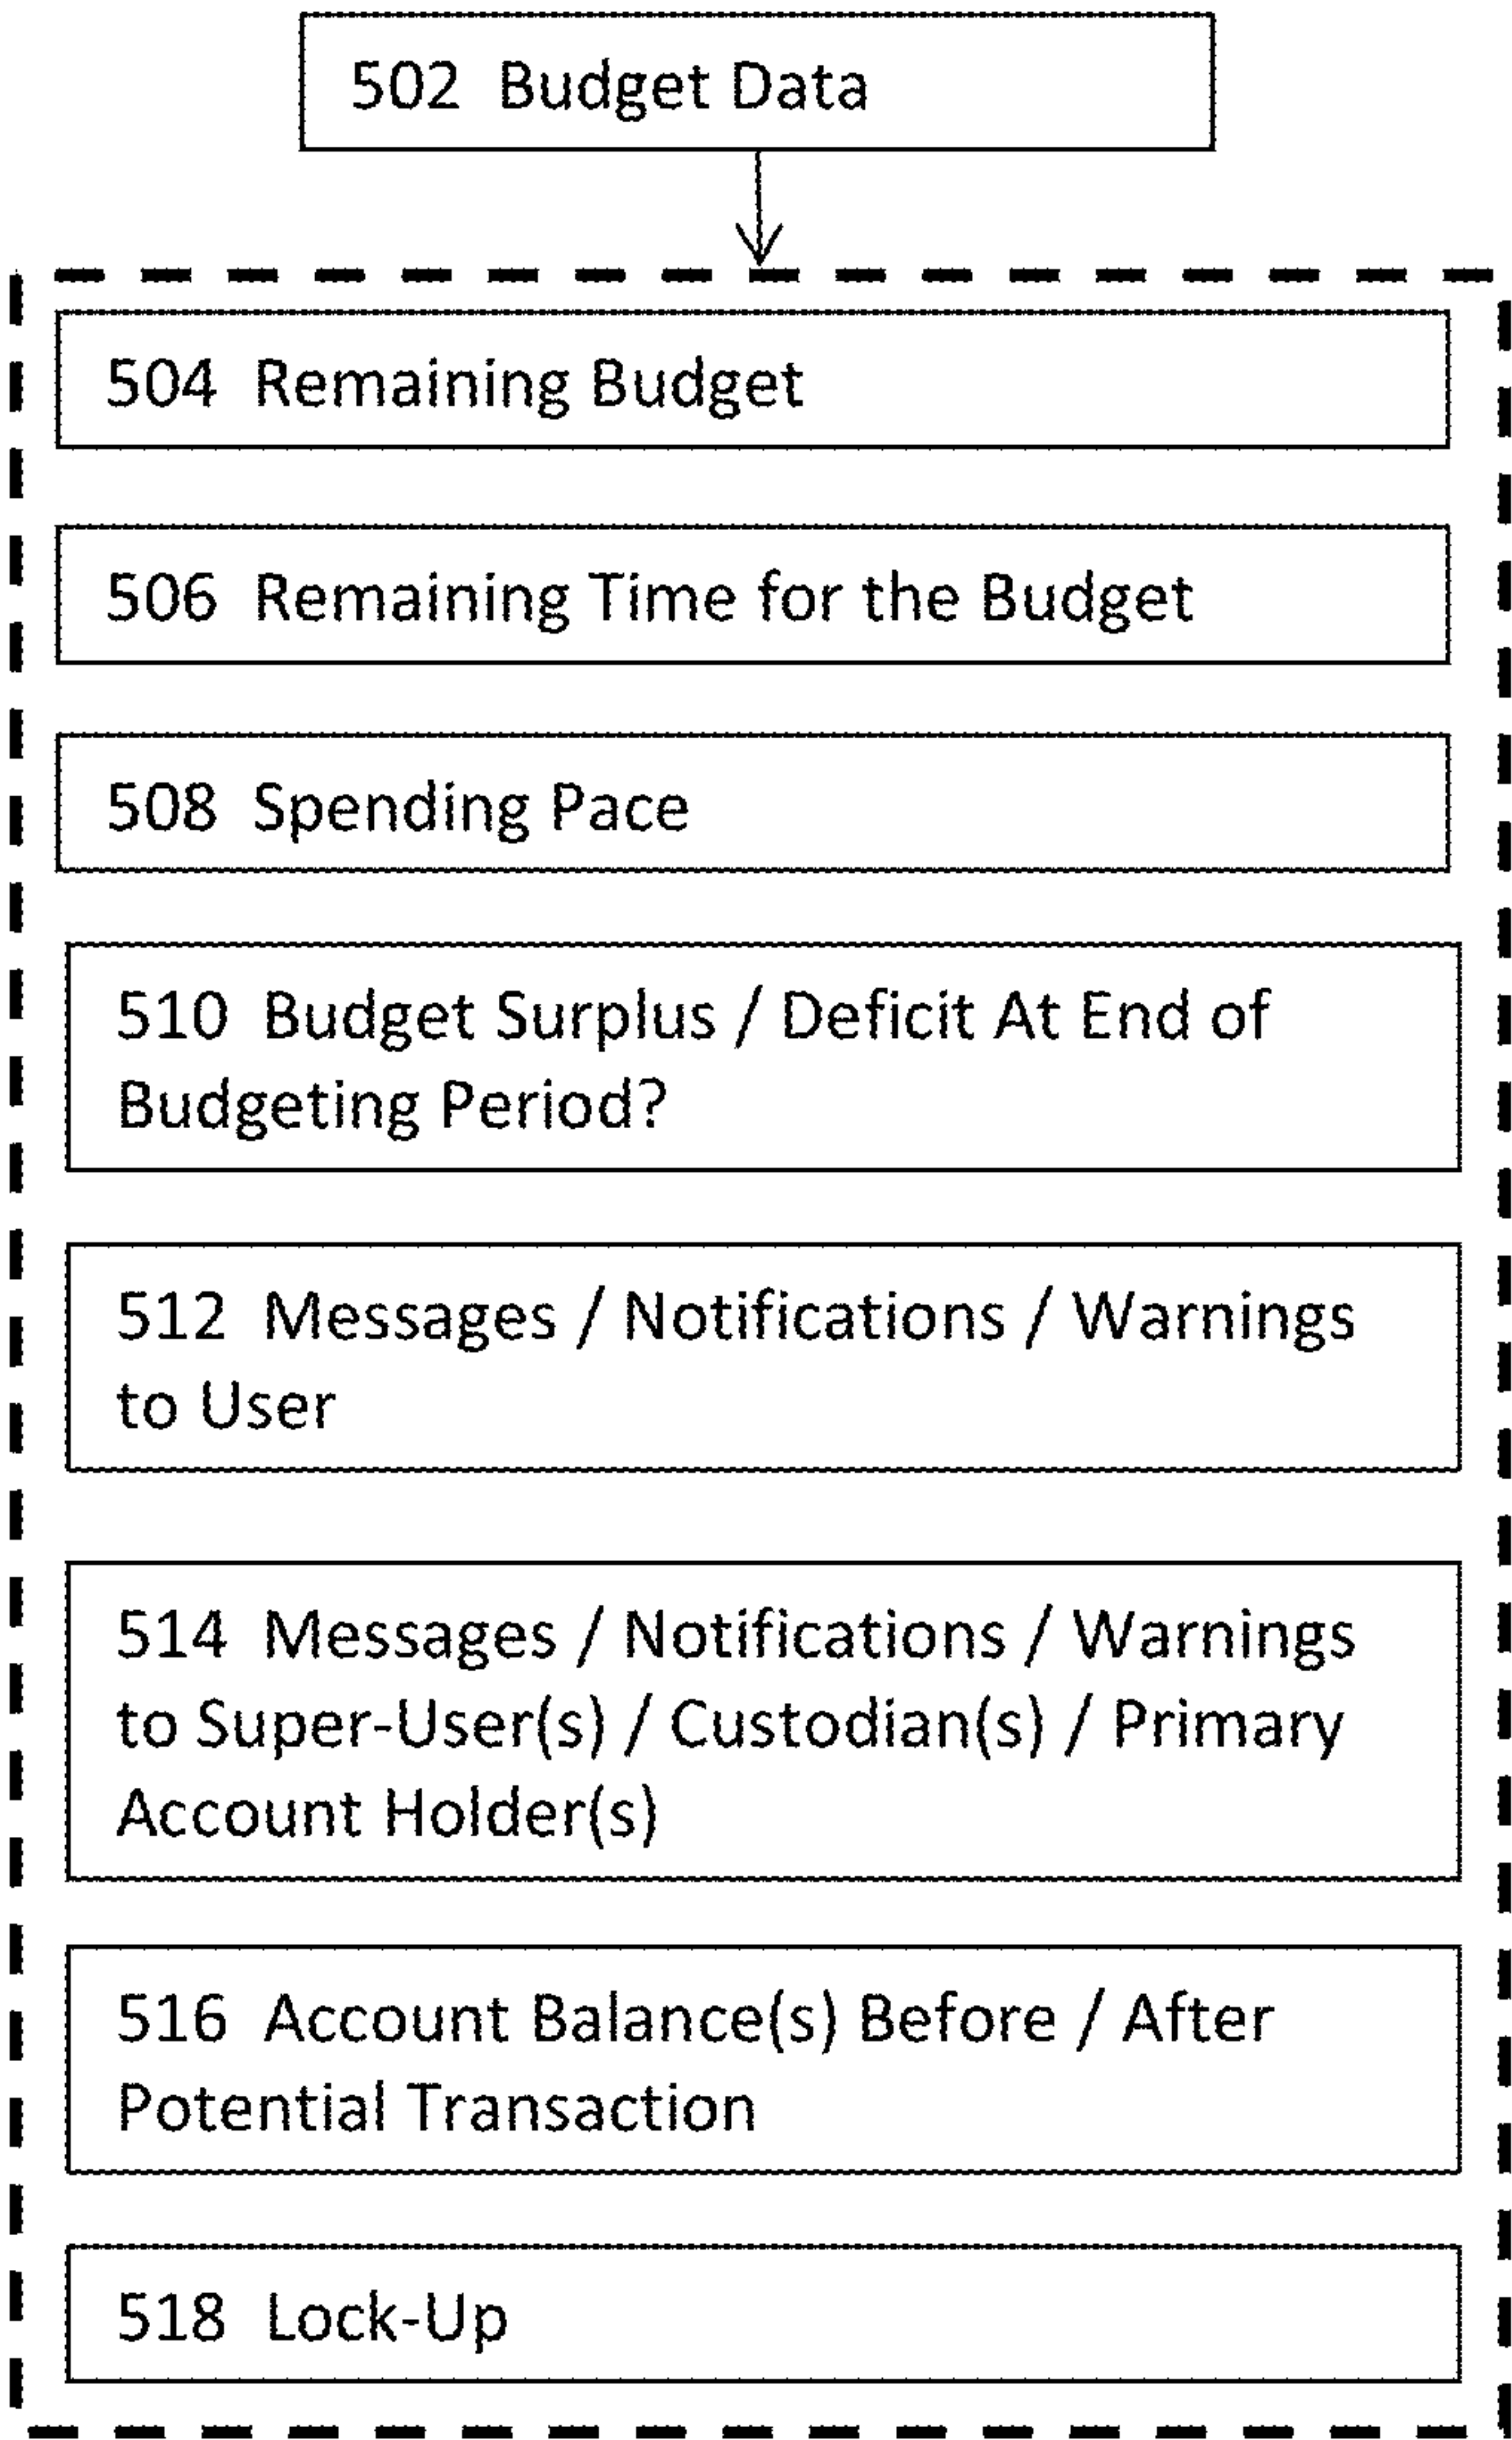 502 Budget Data
504 Remaining Budget
506 Remaining Time for the Budget
508 Spending Pace
510 Budget Surplus / Deficit At End of
Budgeting Period?
512 Messages / Notifications / Warnings
to User
514 Messages / Notifications / Warnings
to Super-User(s) / Custodian(s) / Primary
Account Holder(s)
516 Account Balance(s) Before / After
Potential Transaction
518 Lock-Up